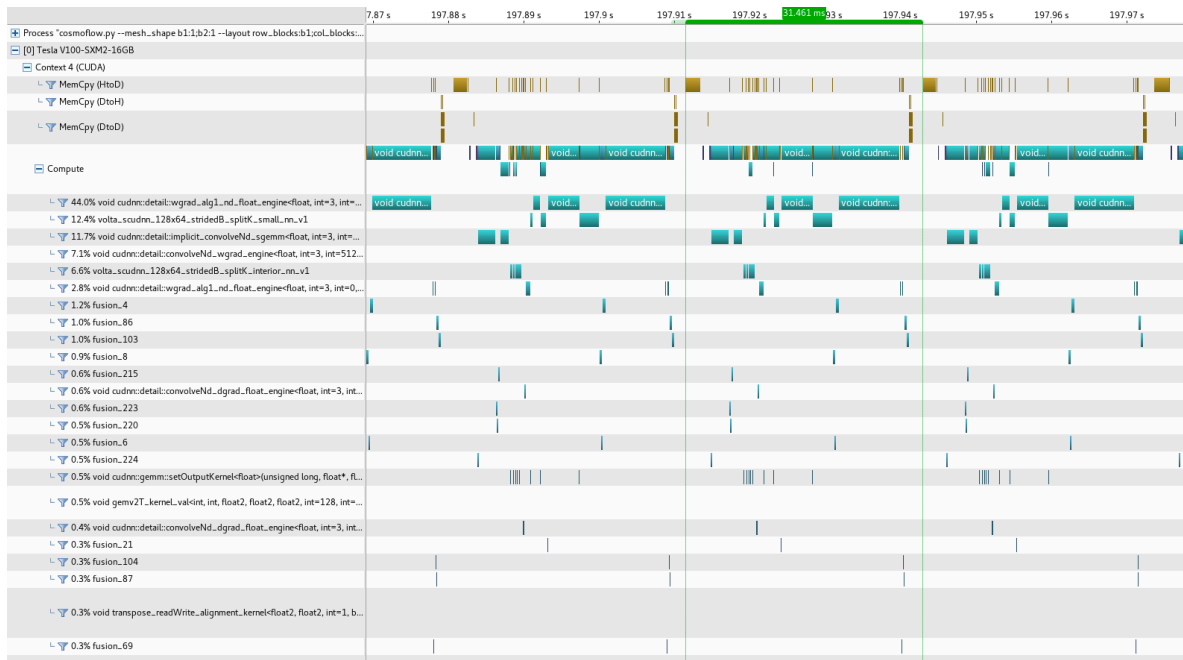 7.87 s 197.88 s 197.89 s 197.9 s 197.91 s 197.92 s 31.461 ms 93 s 197.94 s 197.95 s 197.96 s 197.97 s
Process "cosmoflow.py --mesh_shape b1:1;b2:1 --layout row_blocks:b1;col_blocks:...
[0] Tesla V100-SXM2-16GB
Context 4 (CUDA)
MemCpy (HtoD)
MemCpy (DtoH)
MemCpy (DtoD)
Compute
void cudnn... void... void cudnn... void... void cudnn:... void... void cudnn...
44.0% void cudnn::detail::wgrad_alg1_nd_float_engine<float, int=3, int=...
void cudnn... void... void cudnn... void... void cudnn... void... void cudnn...
12.4% volta_scudnn_128x64_stridedB_splitK_small_nn_v1
11.7% void cudnn::detail::implicit_convolveNd_sgemm<float, int=3, int=...
7.1% void cudnn::detail::convolveNd_wgrad_engine<float, int=3, int=512...
6.6% volta_scudnn_128x64_stridedB_splitK_interior_nn_v1
2.8% void cudnn::detail::wgrad_alg1_nd_float_engine<float, int=3, int=0,...
1.2% fusion_4
1.0% fusion_86
1.0% fusion_103
0.9% fusion_8
0.6% fusion_215
0.6% void cudnn::detail::convolveNd_dgrad_float_engine<float, int=3, int...
0.6% fusion_223
0.5% fusion_220
0.5% fusion_6
0.5% fusion_224
0.5% void cudnn::gemm::setOutputKernel<float>(unsigned long, float*, fl...
0.5% void gemv2T_kernel_val<int, int, float2, float2, float2, int=128, int=...
0.4% void cudnn::detail::convolveNd_dgrad_float_engine<float, int=3, int...
0.3% fusion_21
0.3% fusion_104
0.3% fusion_87
0.3% void transpose_readWrite_alignment_kernel<float2, float2, int=1, b...
0.3% fusion_69